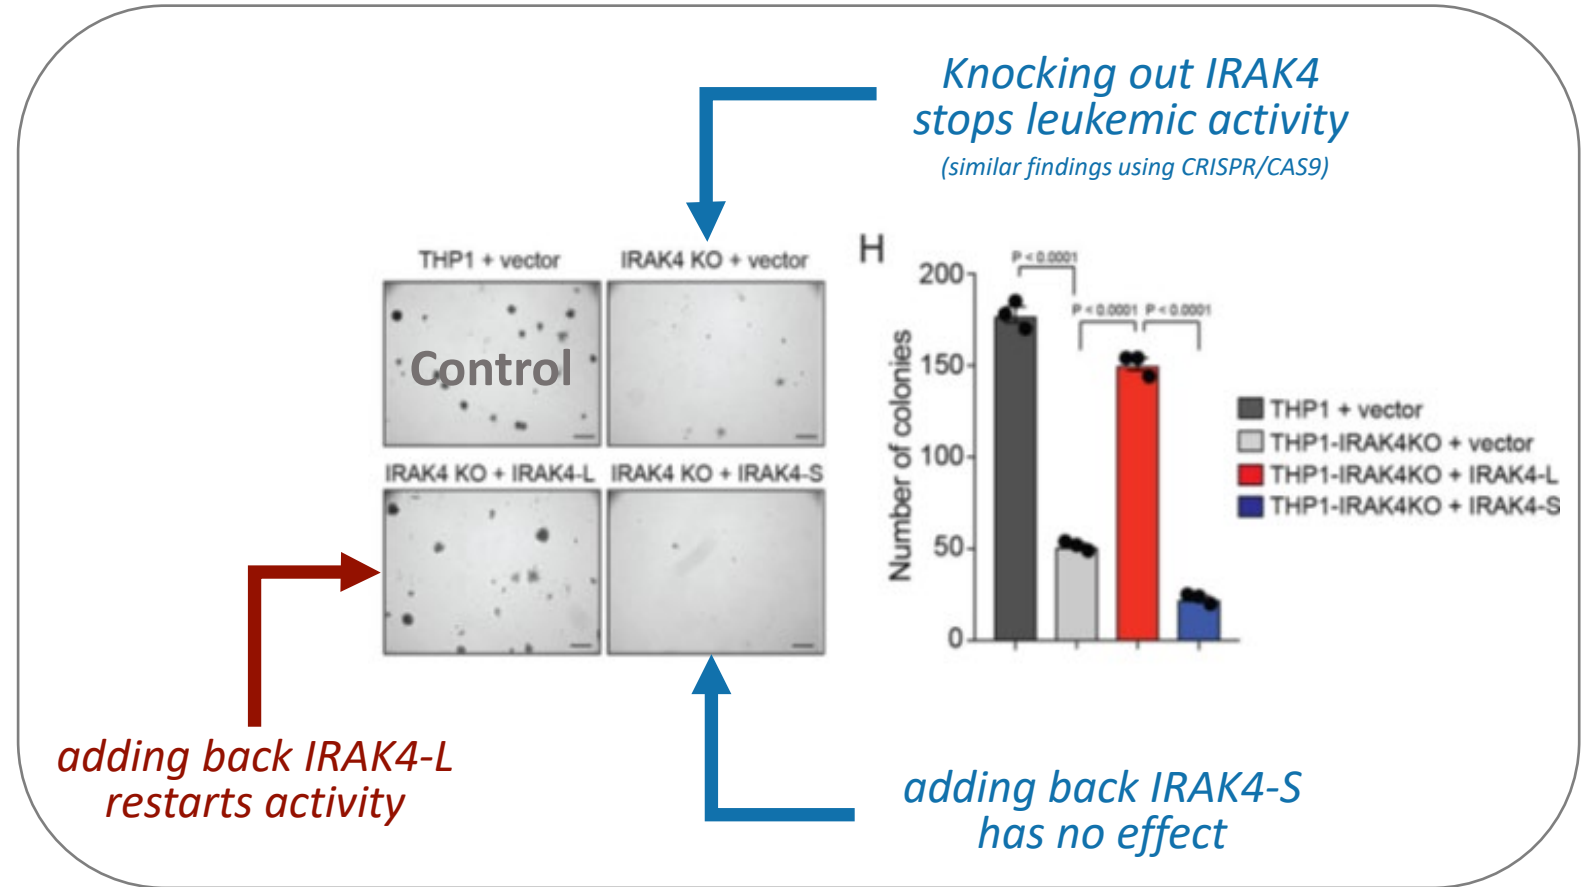 Knocking out IRAK4
stops leukemic activity
(similar findings using CRISPR/CAS9)
THP1 + vector
IRAK4 KO + vector
Control
IRAK4 KO + IRAK4-L
IRAK4 KO + IRAK4-S
H
P < 0.0001
P < 0.0001
P < 0.0001
Number of colonies
200
150
100
50
0
THP1 + vector
THP1-IRAK4KO + vector
THP1-IRAK4KO + IRAK4-L
THP1-IRAK4KO + IRAK4-S
adding back IRAK4-L
restarts activity
adding back IRAK4-S
has no effect